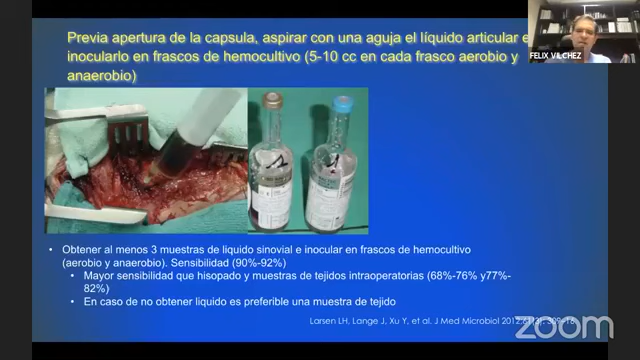 Previa apertura de la capsula, aspirar con una aguja el líquido articular e
inocularlo en frascos de hemocultivo (5-10 cc en cada frasco aerobio y
anaerobio)
FELIX VILCHEZ
• Obtener al menos 3 muestras de liquido sinovial e inocular en frascos de hemocultivo
(aerobio y anaerobio). Sensibilidad (90%-92%)
• Mayor sensibilidad que hisopado y muestras de tejidos intraoperatorias (68%-76% y77%-
82%)
• En caso de no obtener liquido es preferible una muestra de tejido
Larsen LH, Lange J, Xu Y, et al. J Med Microbiol 2012
zoom